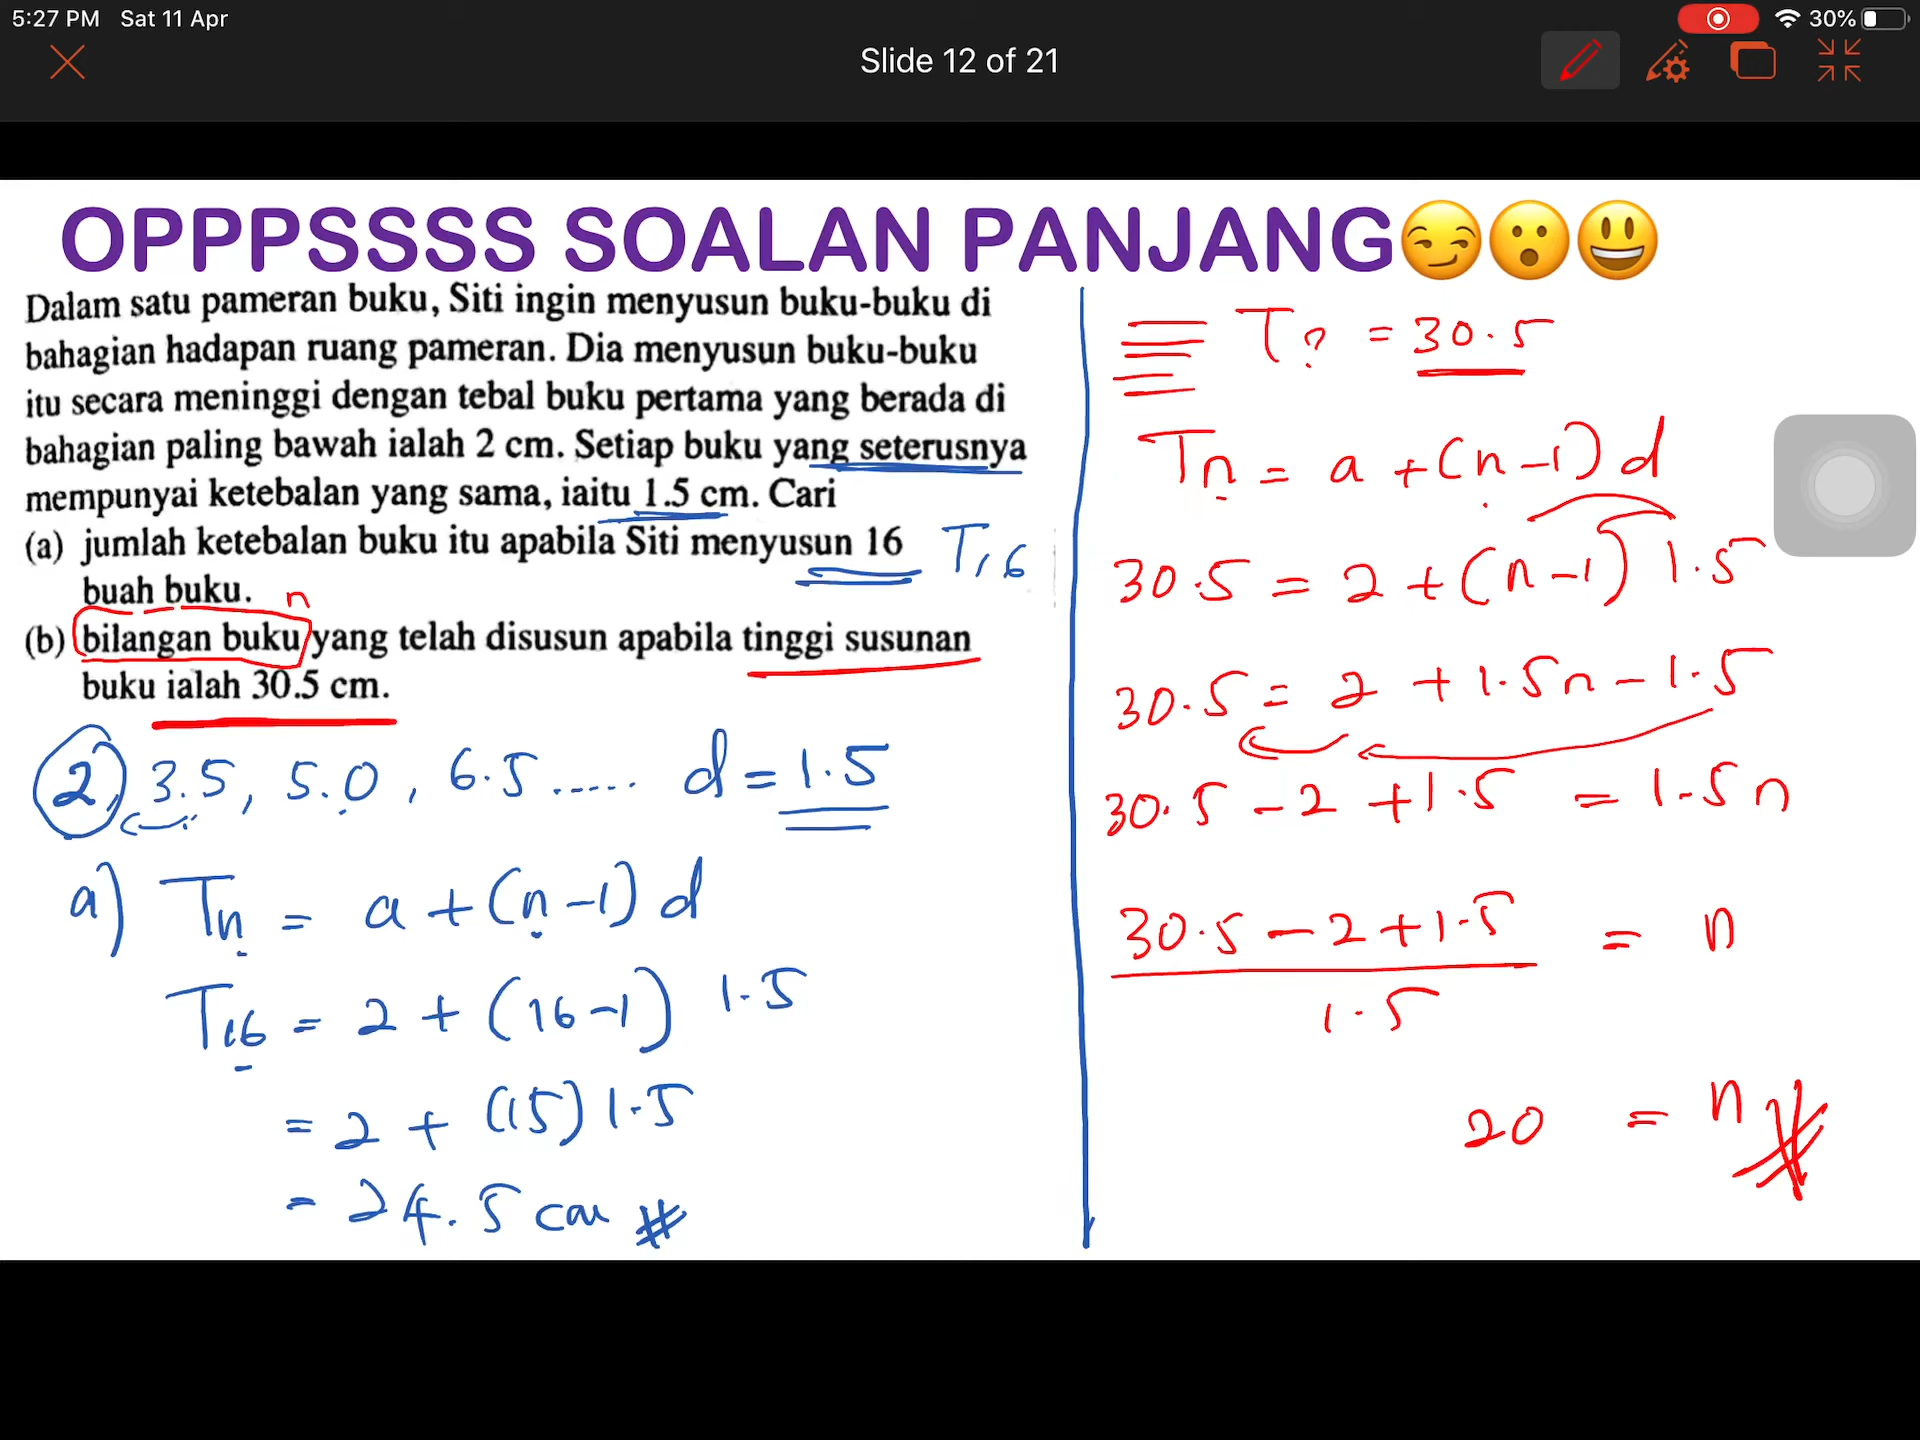 5:27 PM Sat 11 Apr
30%
Slide 12 of 21
OPPPSSSS SOALAN PANJANG😏😮😃
Dalam satu pameran buku, Siti ingin menyusun buku-buku di
bahagian hadapan ruang pameran. Dia menyusun buku-buku
itu secara meninggi dengan tebal buku pertama yang berada di
bahagian paling bawah ialah 2 cm. Setiap buku yang seterusnya
mempunyai ketebalan yang sama, iaitu 1.5 cm. Cari
(a) jumlah ketebalan buku itu apabila Siti menyusun 16 T16
buah buku.
n
(b) bilangan buku yang telah disusun apabila tinggi susunan
buku ialah 30.5 cm.
2, 3.5, 5.0, 6.5..... d = 1.5
a) Tn = a + (n-1) d
T16 = 2 + (16-1) 1.5
= 2 + (15) 1.5
= 24.5 cm #
T? = 30.5
Tn = a + (n-1) d
30.5 = 2 + (n-1) 1.5
30.5 = 2 + 1.5n - 1.5
30.5 - 2 + 1.5 = 1.5n
30.5 - 2 + 1.5 = n
1.5
20 = n #